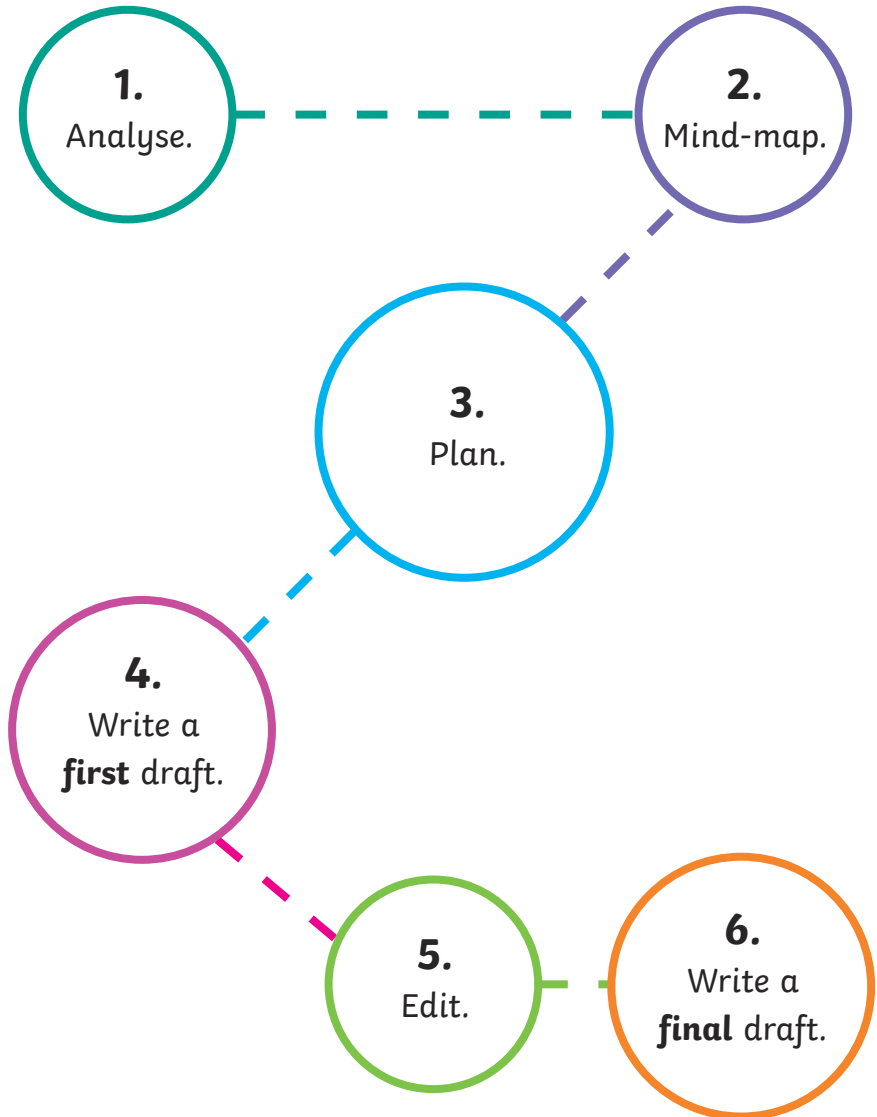 1.
Analyse.
2.
Mind-map.
3.
Plan.
4.
Write a
first draft.
5.
Edit.
6.
Write a
final draft.